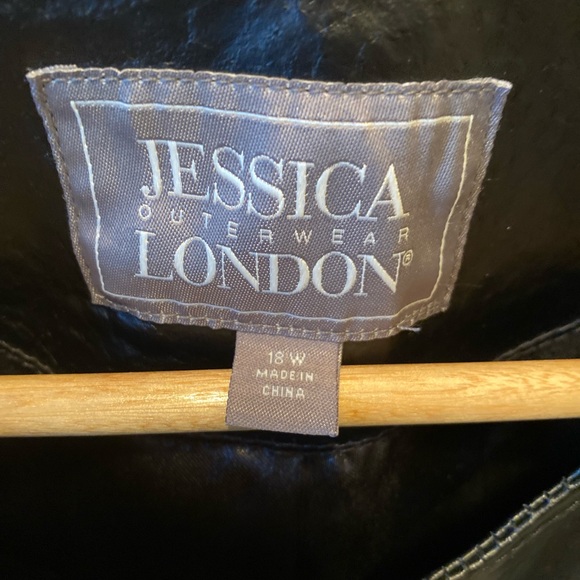 JESSICA
OUTERWEAR
LONDON®
18 W
MADE IN
CHINA